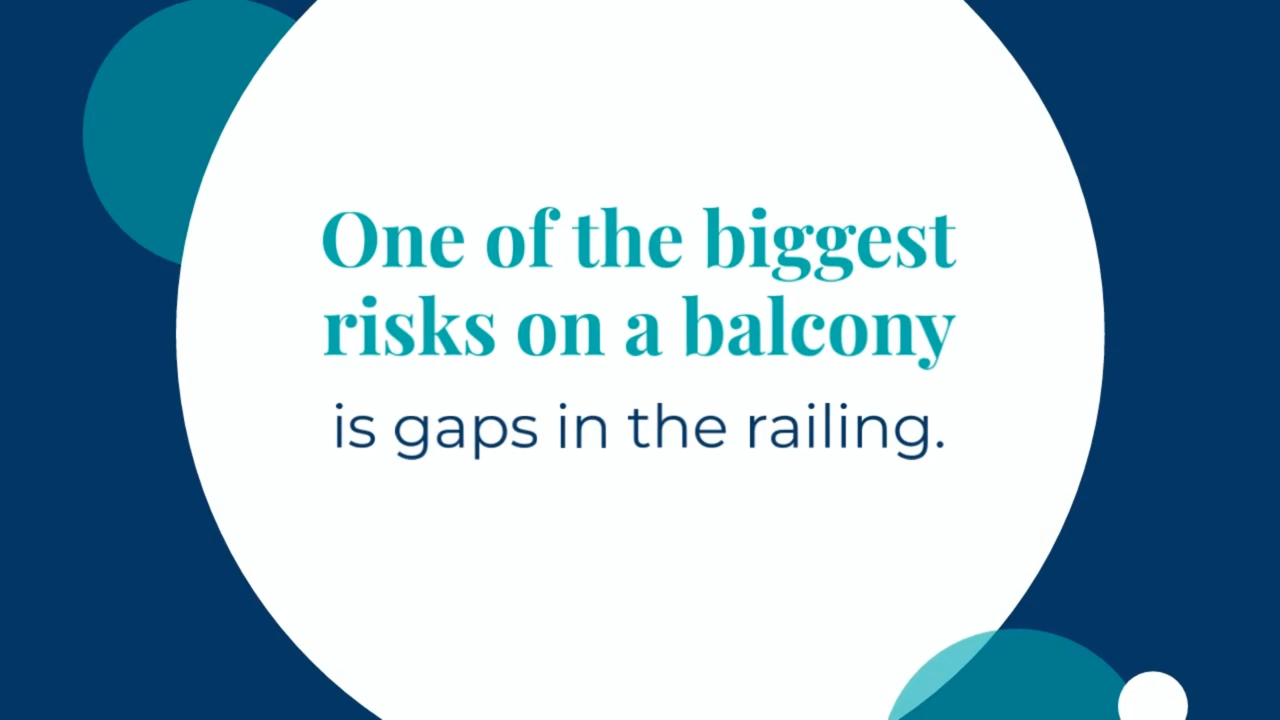 One of the biggest
risks on a balcony
is gaps in the railing.